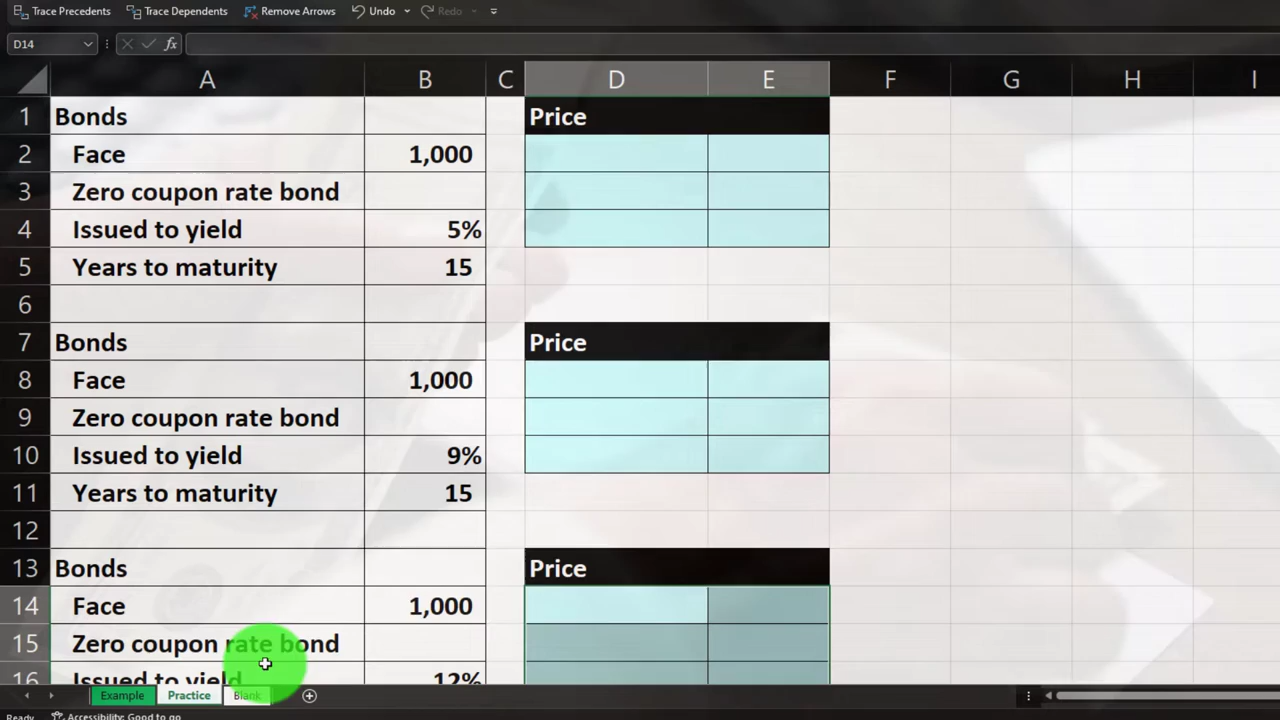 Trace Precedents Trace Dependents Remove Arrows Undo Redo
D14 fx
A B C D E F G H I
1 Bonds Price
2 Face 1,000
3 Zero coupon rate bond
4 Issued to yield 5%
5 Years to maturity 15
6
7 Bonds Price
8 Face 1,000
9 Zero coupon rate bond
10 Issued to yield 9%
11 Years to maturity 15
12
13 Bonds Price
14 Face 1,000
15 Zero coupon rate bond
16 Issued to yield 12%
Example Practice Blank
Ready Accessibility: Good to go